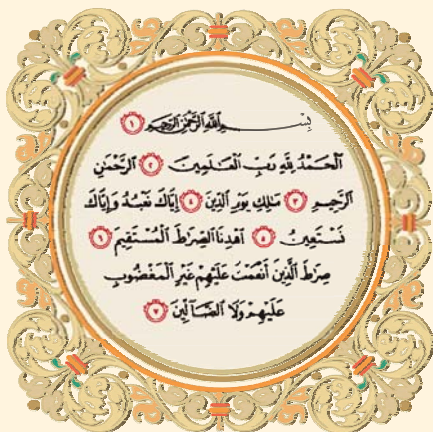 بِسْمِ ٱللَّهِ ٱلرَّحْمَٰنِ ٱلرَّحِيمِ ١
ٱلْحَمْدُ لِلَّهِ رَبِّ ٱلْعَٰلَمِينَ ٢ ٱلرَّحْمَٰنِ
ٱلرَّحِيمِ ٣ مَٰلِكِ يَوْمِ ٱلدِّينِ ٤ إِيَّاكَ نَعْبُدُ وَإِيَّاكَ
نَسْتَعِينُ ٥ ٱهْدِنَا ٱلصِّرَٰطَ ٱلْمُسْتَقِيمَ ٦
صِرَٰطَ ٱلَّذِينَ أَنْعَمْتَ عَلَيْهِمْ غَيْرِ ٱلْمَغْضُوبِ
عَلَيْهِمْ وَلَا ٱلضَّآلِّينَ ٧